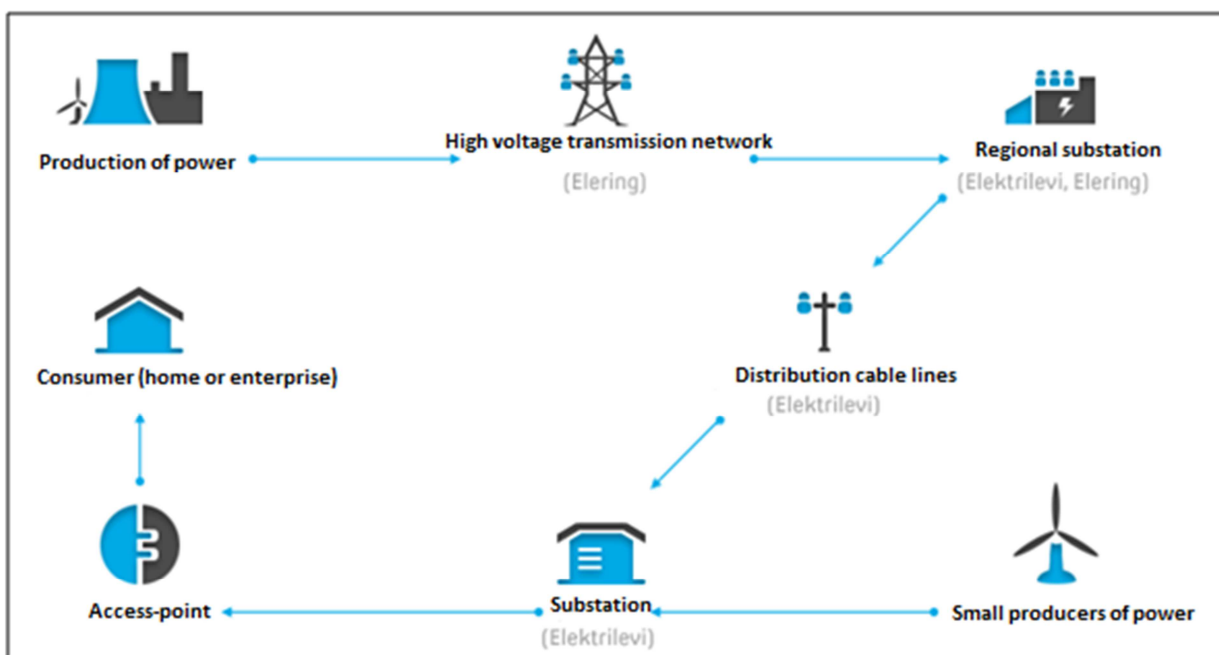 Production of power
High voltage transmission network
(Elering)
Regional substation
(Elektrilevi, Elering)
Consumer (home or enterprise)
Distribution cable lines
(Elektrilevi)
Access-point
Substation
(Elektrilevi)
Small producers of power